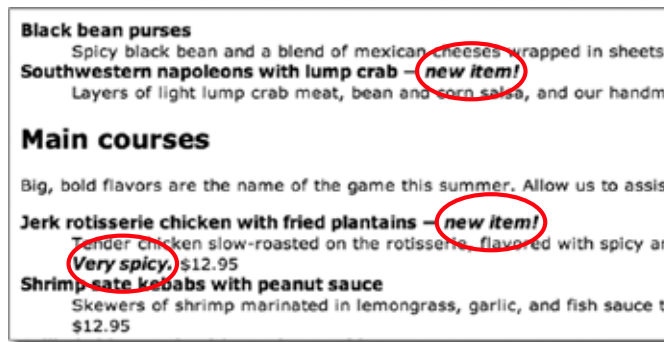 Black bean purses
Spicy black bean and a blend of mexican cheeses wrapped in sheets
Southwestern napoleons with lump crab — new item!
Layers of light lump crab meat, bean and corn salsa, and our handm
Main courses
Big, bold flavors are the name of the game this summer. Allow us to assis
Jerk rotisserie chicken with fried plantains — new item!
Tender chicken slow-roasted on the rotisserie, flavored with spicy ar
Very spicy. $12.95
Shrimp sate kebabs with peanut sauce
Skewers of shrimp marinated in lemongrass, garlic, and fish sauce t
$12.95